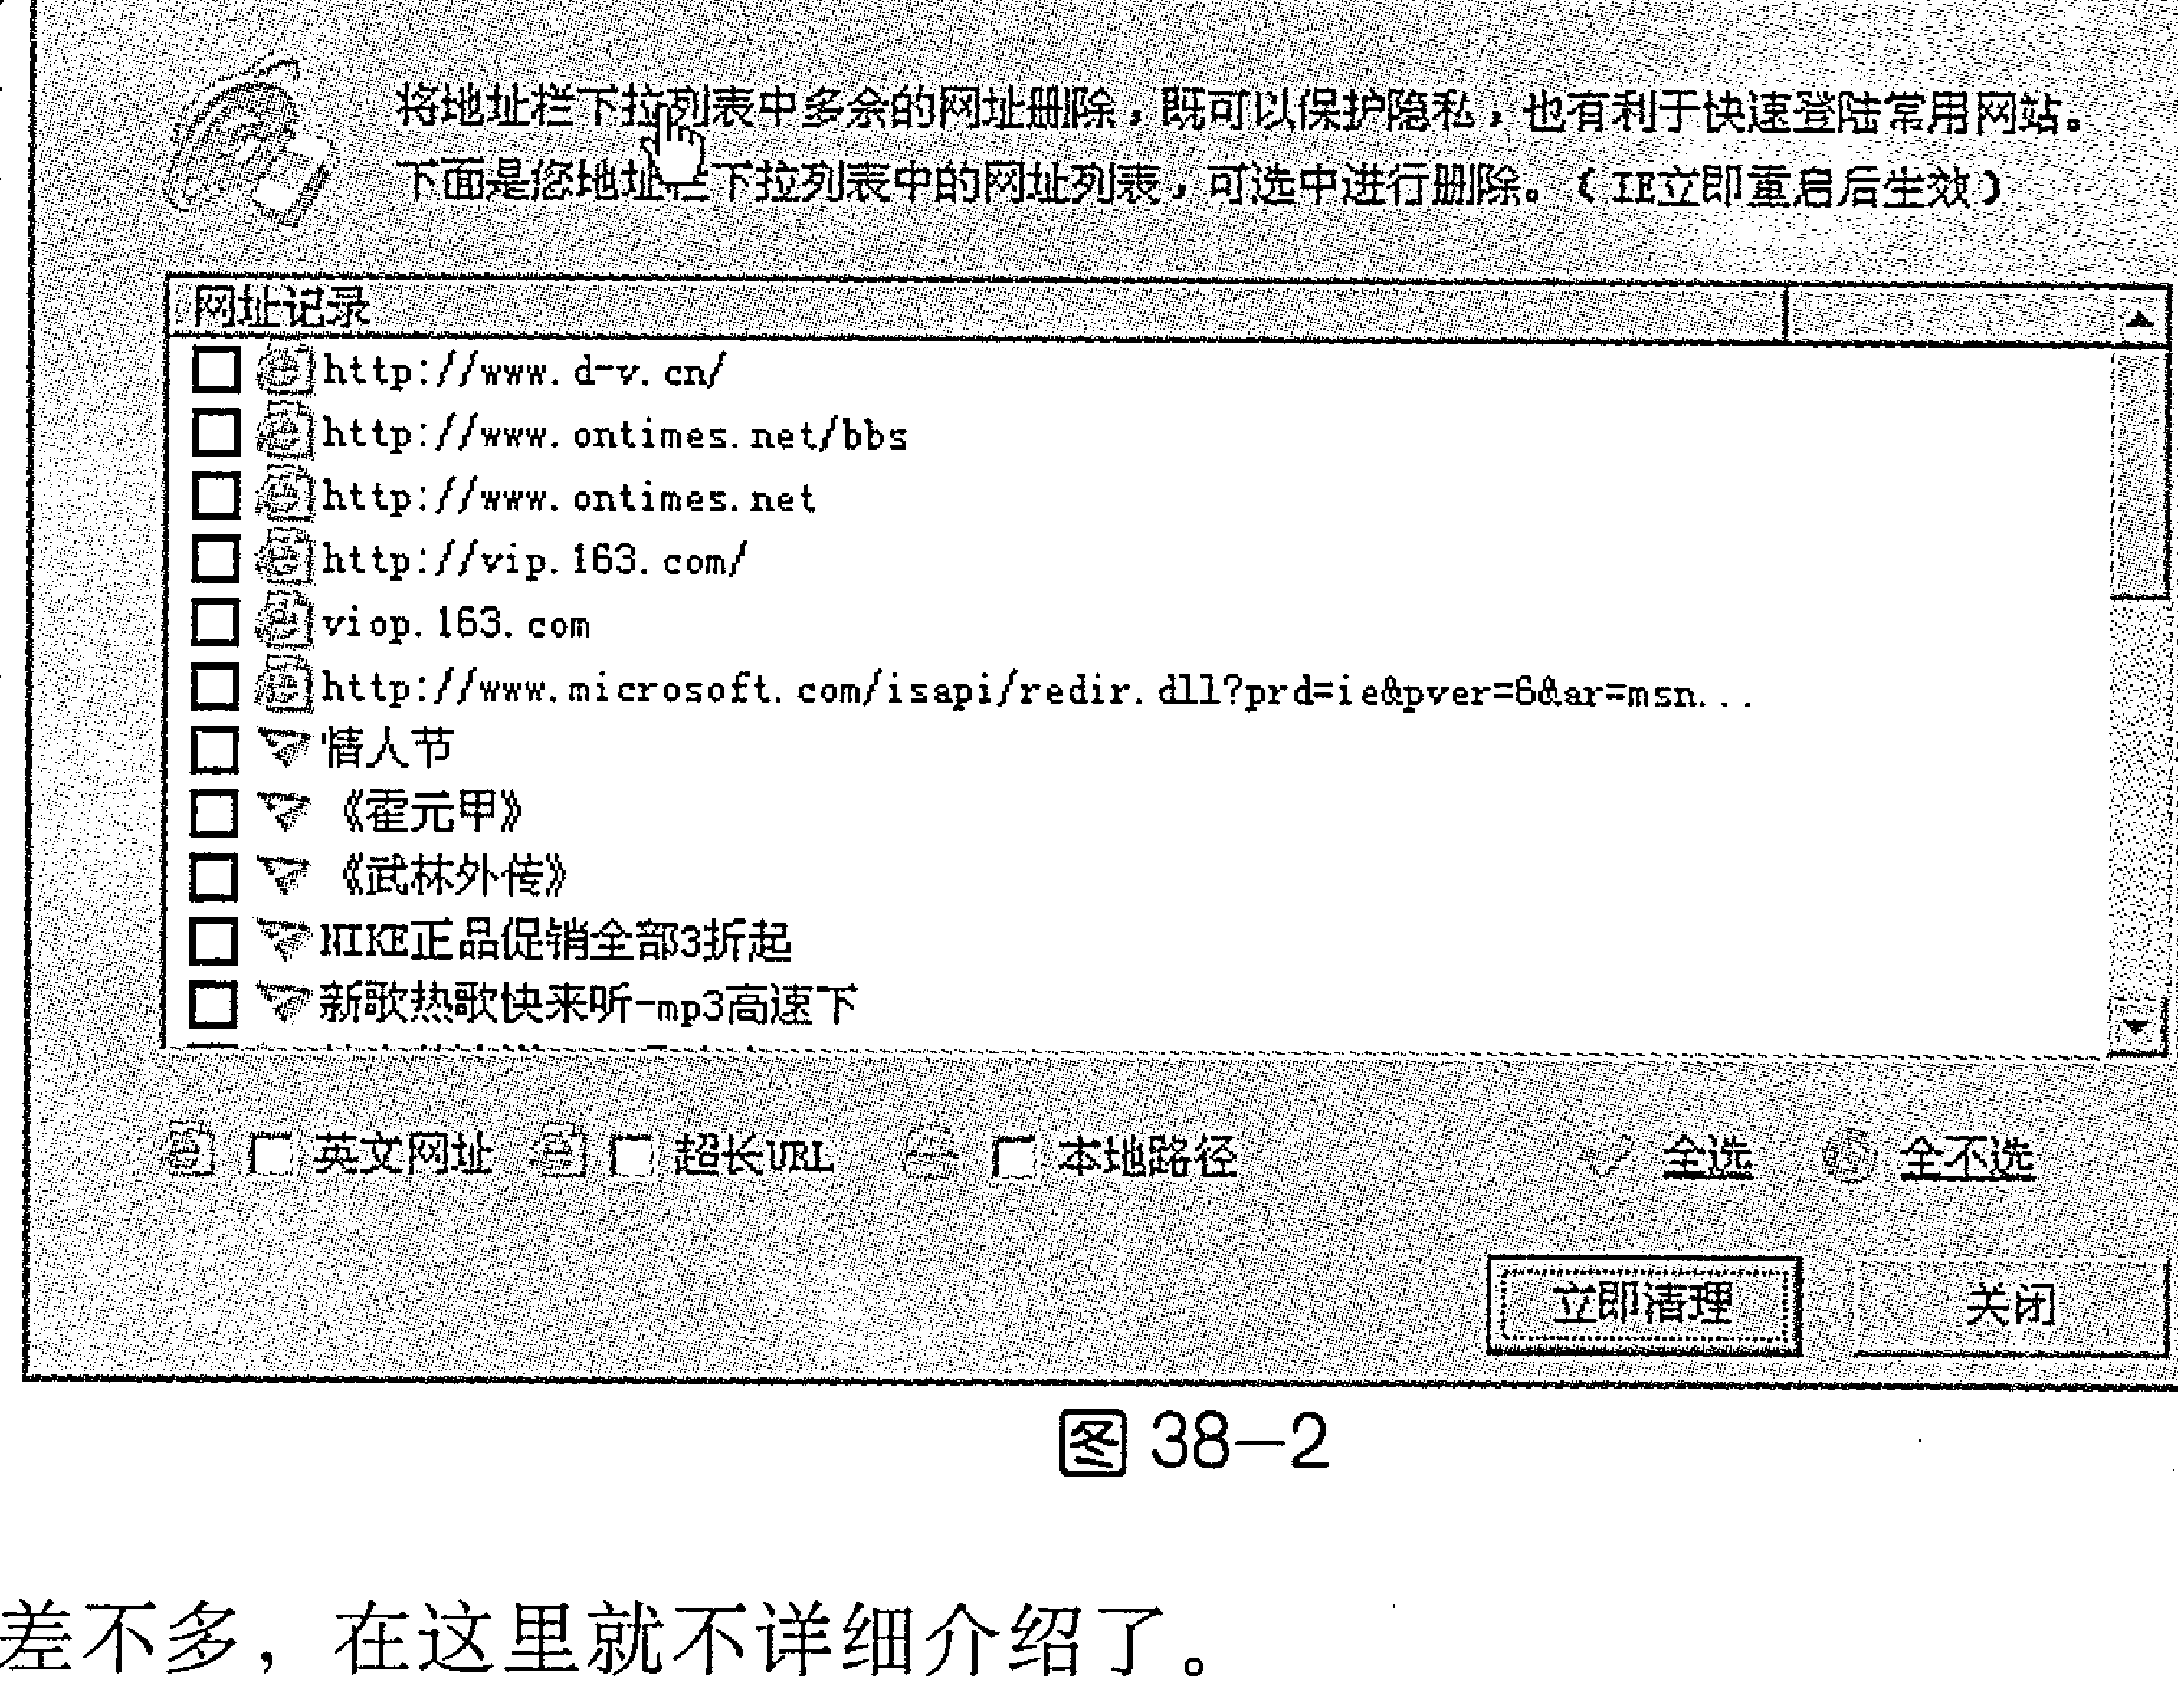 将地址栏下拉列表中多余的网址删除，既可以保护隐私，也有利于快速登陆常用网站。
下面是您地址栏下拉列表中的网址列表，可选中进行删除。（IE立即重启后生效）
网址记录
http://www.d-v.cn/
http://www.ontimes.net/bbs
http://www.ontimes.net
http://vip.163.com/
viop.163.com
http://www.microsoft.com/isapi/redir.dll?prd=ie&pver=6&ar=msn...
情人节
《霍元甲》
《武林外传》
NIKE正品促销全部3折起
新歌热歌快来听-mp3高速下
英文网址 超长URL 本地路径 全选 全不选
立即清理 关闭
图 38-2
差不多，在这里就不详细介绍了。